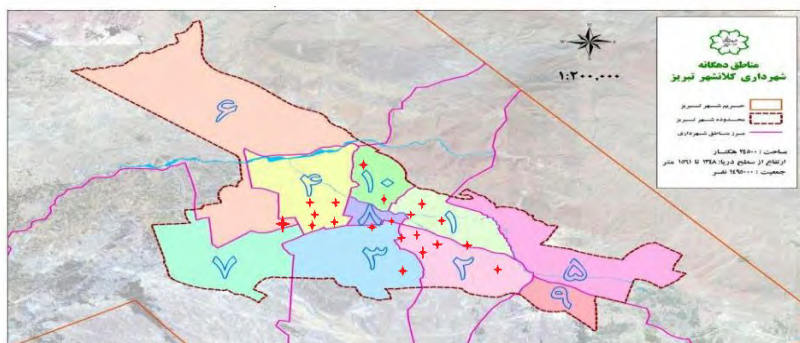 مناطق دهگانه
شهرداری کلانشهر تبریز
حریم شهر تبریز
محدوده شهر تبریز
مرز مناطق شهرداری
مساحت : ۲۴۵۰۰ هکتار
ارتفاع از سطح دریا: ۱۳۴۸ تا ۱۵۶۱ متر
جمعیت : ۱۴۹۵۰۰۰ نفر
۱:۲۰۰,۰۰۰
N
۶
۴
۱۰
۸
۱
۷
۳
۲
۵
۹